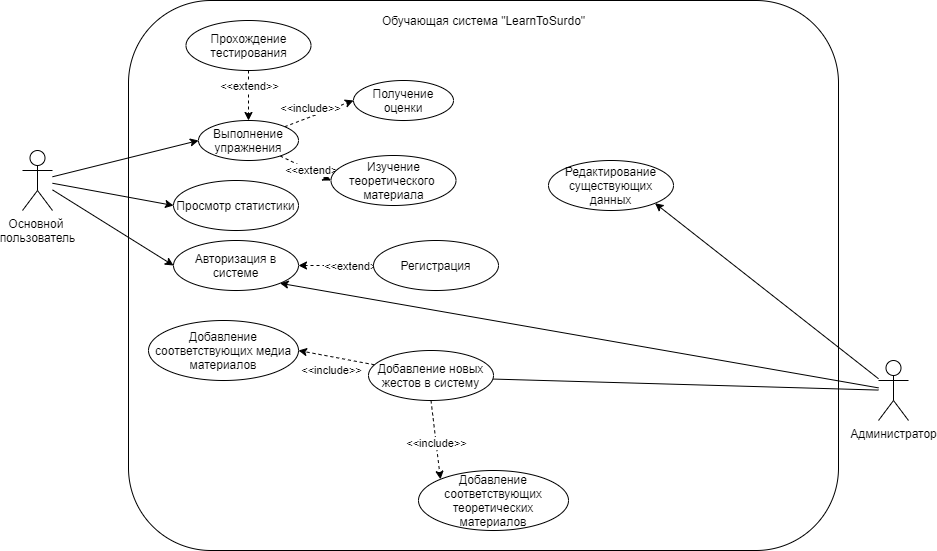 Обучающая система "LearnToSurdo"
Прохождение
тестирования
<<extend>>
Получение
оценки
<<include>>
Выполнение
упражнения
<<extend>
Изучение
теоретического
материала
Редактирование
существующих
данных
Просмотр статистики
Основной
пользователь
Авторизация в
системе
<<extend>
Регистрация
Добавление
соответствующих медиа
материалов
<<include>>
Добавление новых
жестов в систему
Администратор
<<include>>
Добавление
соответствующих
теоретических
материалов